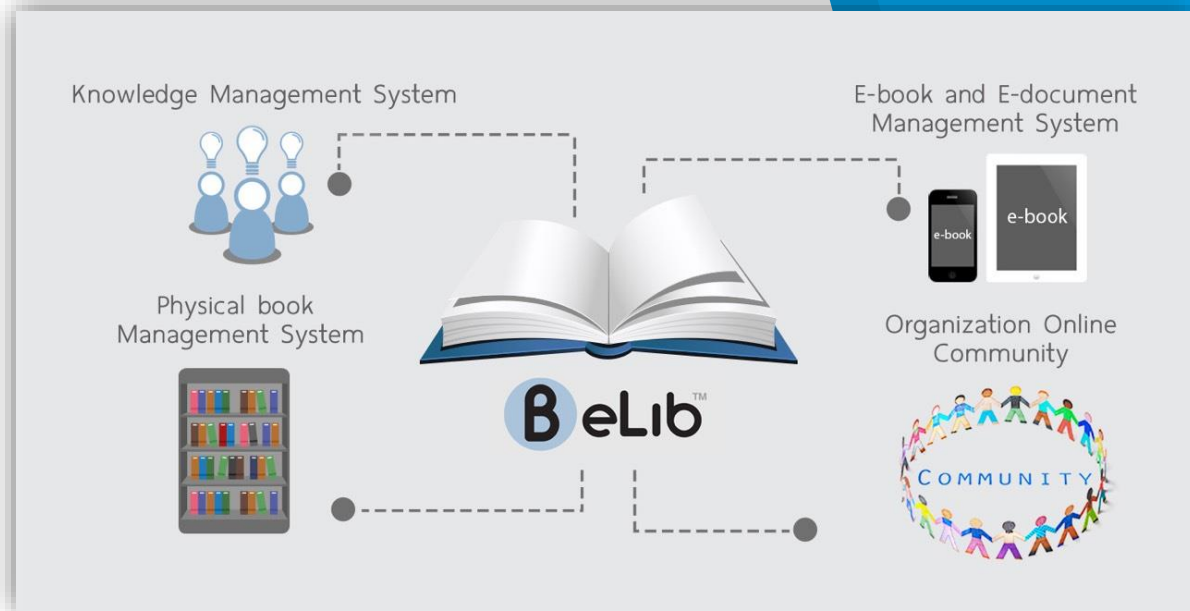 Knowledge Management System
E-book and E-document
Management System
e-book
e-book
Physical book
Management System
Organization Online
Community
BeLib™
COMMUNITY